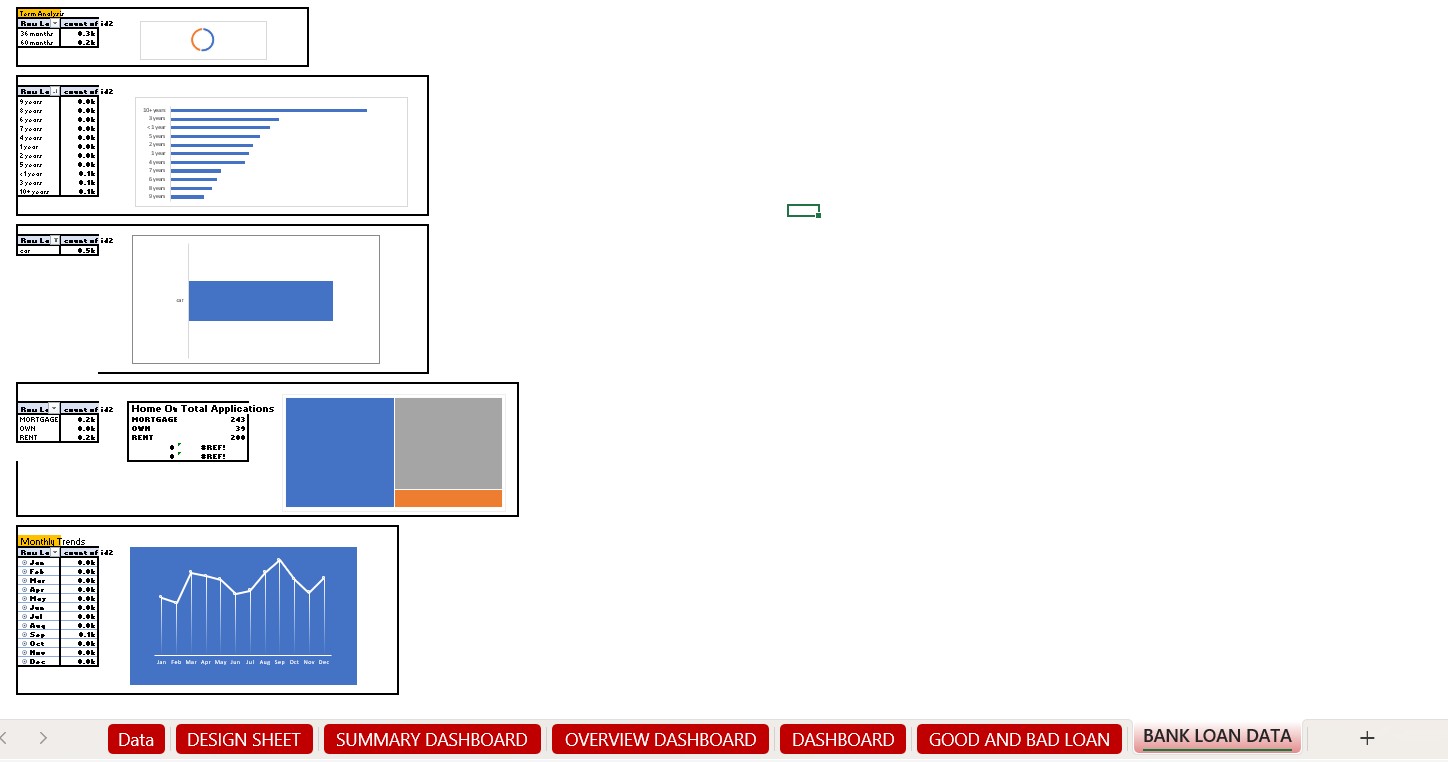 Term Analysis
Row La count of id2
36 months 0.3k
60 months 0.2k
Row La count of id2
9 years 0.0k
8 years 0.0k
6 years 0.0k
7 years 0.0k
4 years 0.0k
1 year 0.0k
2 years 0.0k
5 years 0.0k
<1 year 0.1k
3 years 0.1k
10+ years 0.1k
10+ years
3 years
< 1 year
5 years
2 years
1 year
4 years
7 years
6 years
8 years
Row La count of id2
car 0.5k
car
Row La count of id2
MORTGAGE 0.2k
OWN 0.0k
RENT 0.2k
Home Ow Total Applications
MORTGAGE 243
OWN 39
RENT 200
0 #REF!
0 #REF!
Monthly Trends
Row La count of id2
Jan 0.0k
Feb 0.0k
Mar 0.0k
Apr 0.0k
May 0.0k
Jun 0.0k
Jul 0.0k
Aug 0.0k
Sep 0.1k
Oct 0.0k
Nov 0.0k
Dec 0.0k
Jan Feb Mar Apr May Jun Jul Aug Sep Oct Nov Dec
Data DESIGN SHEET SUMMARY DASHBOARD OVERVIEW DASHBOARD DASHBOARD GOOD AND BAD LOAN BANK LOAN DATA